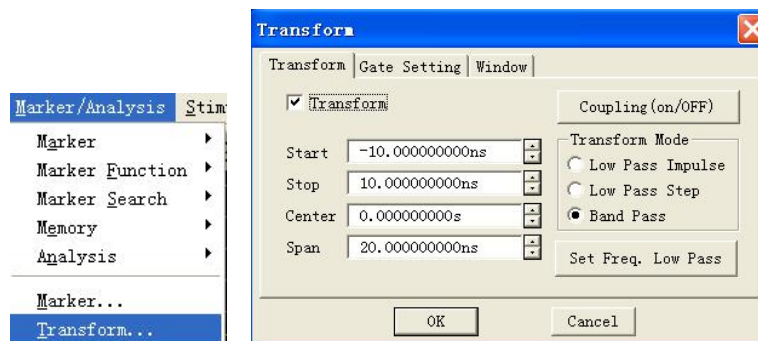 Marker/Analysis Stim
Marker
Marker Function
Marker Search
Memory
Analysis
Marker...
Transform...
Transform
Transform Gate Setting Window
Transform
Coupling(on/OFF)
Start -10.000000000ns
Stop 10.000000000ns
Center 0.000000000s
Span 20.000000000ns
Transform Mode
Low Pass Impulse
Low Pass Step
Band Pass
Set Freq. Low Pass
OK Cancel